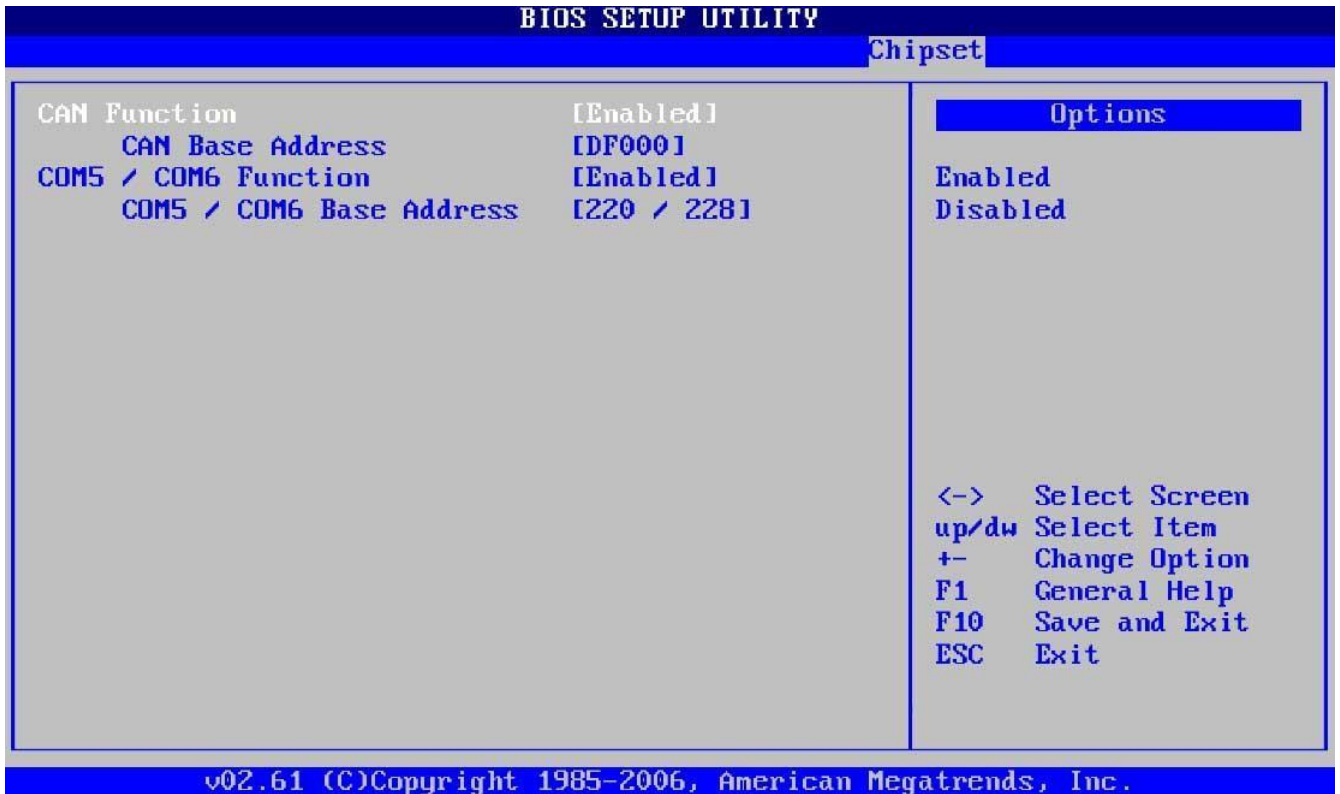 BIOS SETUP UTILITY
Chipset
CAN Function [Enabled]
CAN Base Address [DF000]
COM5 / COM6 Function [Enabled]
COM5 / COM6 Base Address [220 / 228]
Options
Enabled
Disabled
<-> Select Screen
up/dw Select Item
+- Change Option
F1 General Help
F10 Save and Exit
ESC Exit
v02.61 (C)Copyright 1985-2006, American Megatrends, Inc.